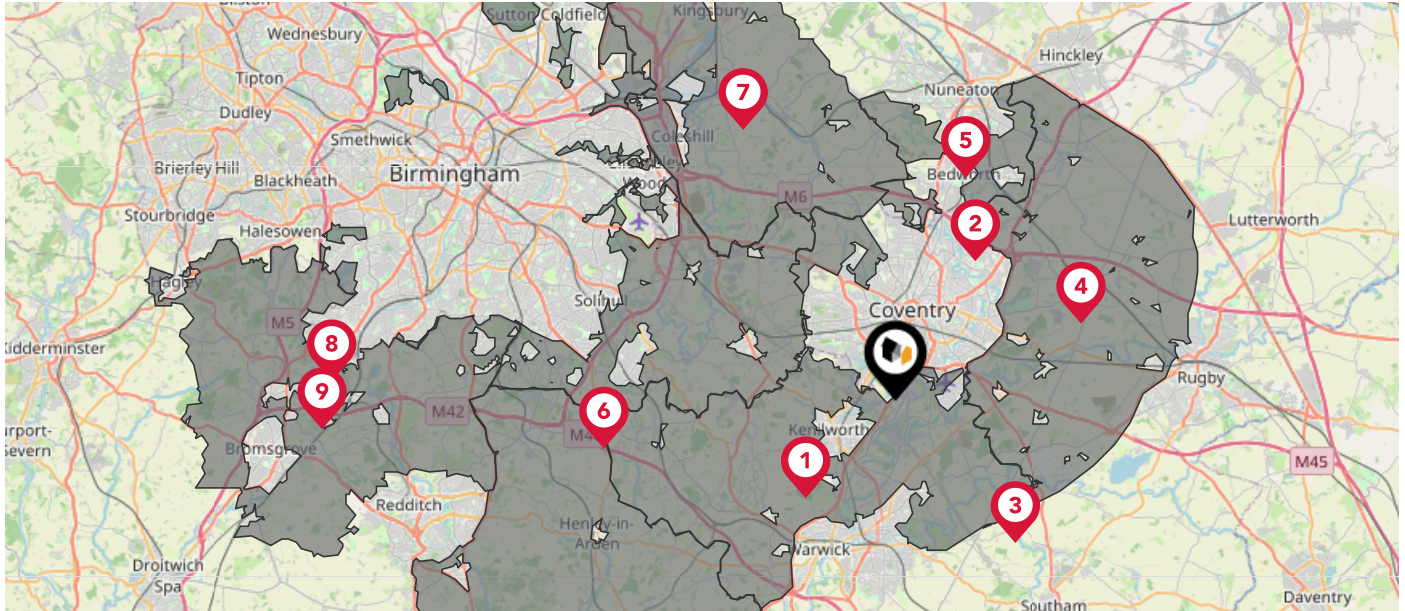 Sutton Coldfield
Kingsbury
Wednesbury
Hinckley
Tipton
Nuneaton
7
Dudley
Smethwick
Coleshill
5
Brierley Hill
Birmingham
Wood
Bedworth
Blackheath
M6
Stourbridge
2
Lutterworth
Halesowen
Hagley
4
Solihull
Coventry
M5
8
Kidderminster
Rugby
9
M42
6
Kenilworth
Bromsgrove
1
M45
Redditch
3
Henley-in-
Arden
Warwick
Droitwich
Spa
Southam
Daventry